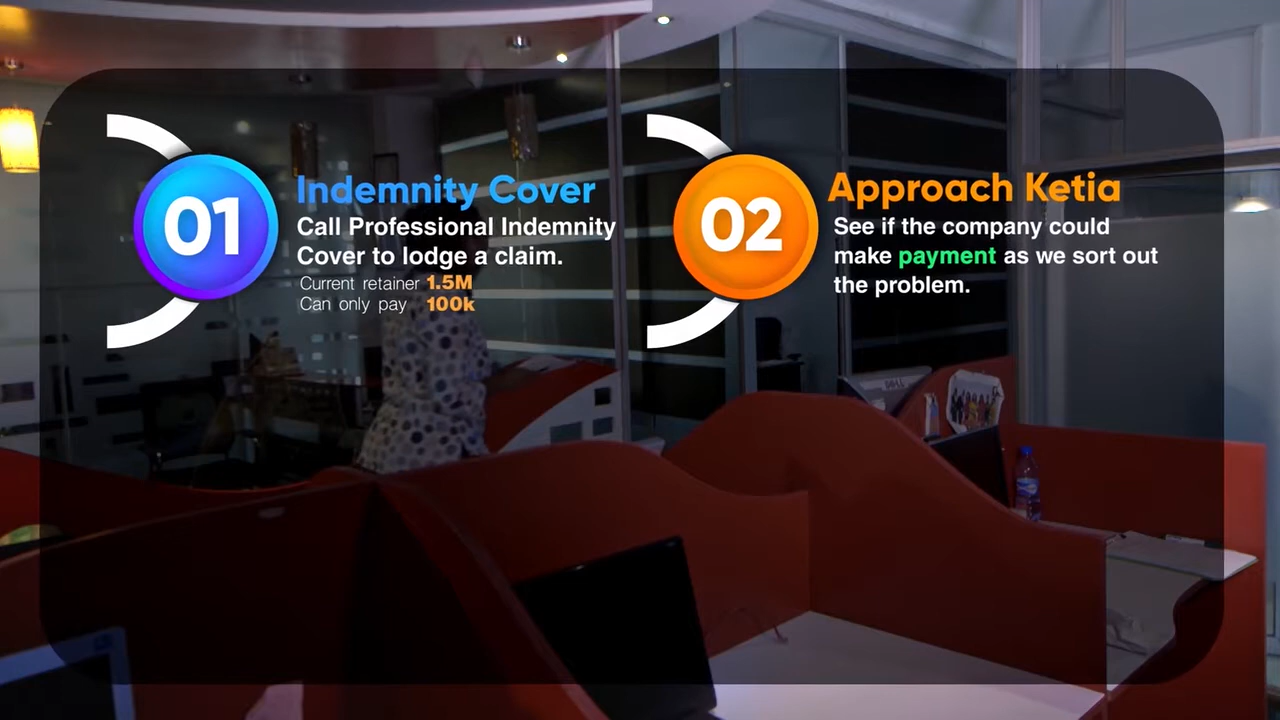 01
Indemnity Cover
Call Professional Indemnity
Cover to lodge a claim.
Current retainer 1.5M
Can only pay 100k
02
Approach Ketia
See if the company could
make payment as we sort out
the problem.
DELL